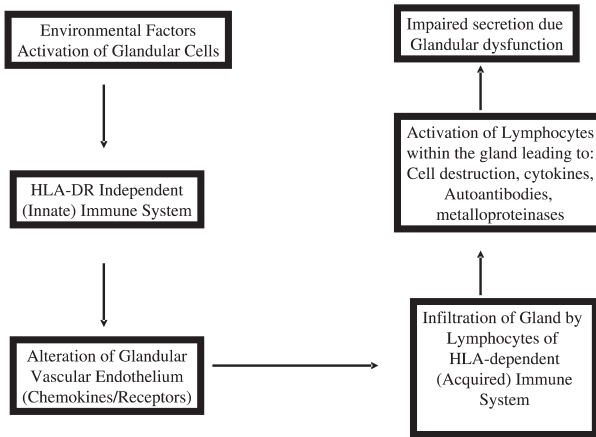 Environmental Factors
Activation of Glandular Cells
HLA-DR Independent
(Innate) Immune System
Alteration of Glandular
Vascular Endothelium
(Chemokines/Receptors)
Infiltration of Gland by
Lymphocytes of
HLA-dependent
(Acquired) Immune
System
Activation of Lymphocytes
within the gland leading to:
Cell destruction, cytokines,
Autoantibodies,
metalloproteinases
Impaired secretion due
Glandular dysfunction